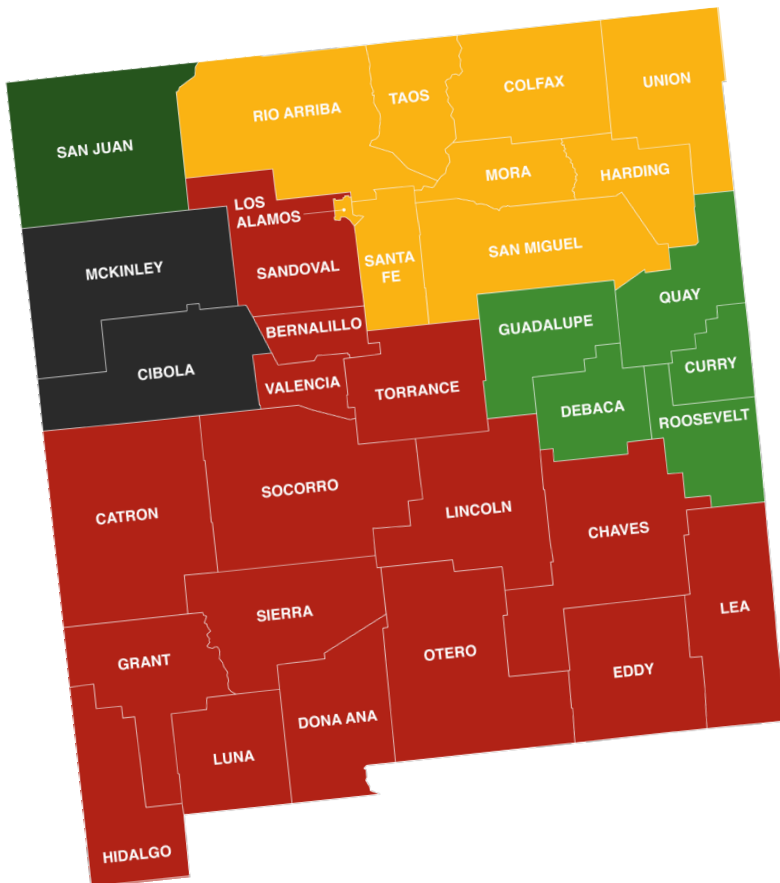 UNION
COLFAX
TAOS
RIO ARRIBA
SAN JUAN
MORA
HARDING
LOS
ALAMOS
SANDOVAL
MCKINLEY
SANTA
FE
SAN MIGUEL
QUAY
GUADALUPE
BERNALILLO
CIBOLA
VALENCIA
TORRANCE
CURRY
DEBACA
ROOSEVELT
CATRON
SOCORRO
LINCOLN
CHAVES
SIERRA
LEA
GRANT
OTERO
EDDY
DONA ANA
LUNA
HIDALGO